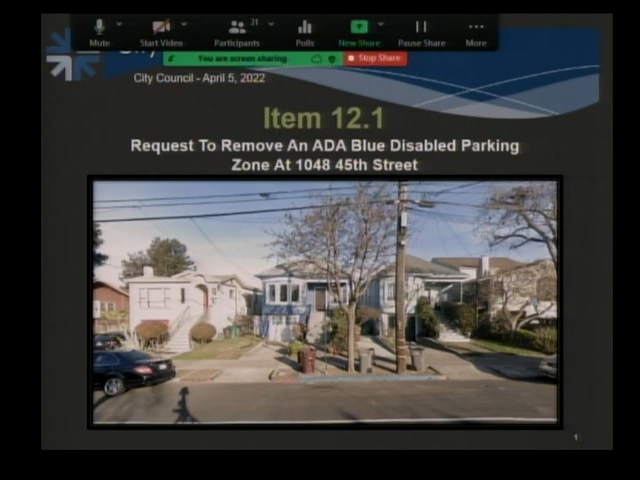 Mute
Start Video
Participants
31
Polls
New Share
Pause Share
More
City
You are screen sharing
Stop Share
City Council - April 5, 2022
Item 12.1
Request To Remove An ADA Blue Disabled Parking
Zone At 1048 45th Street
1